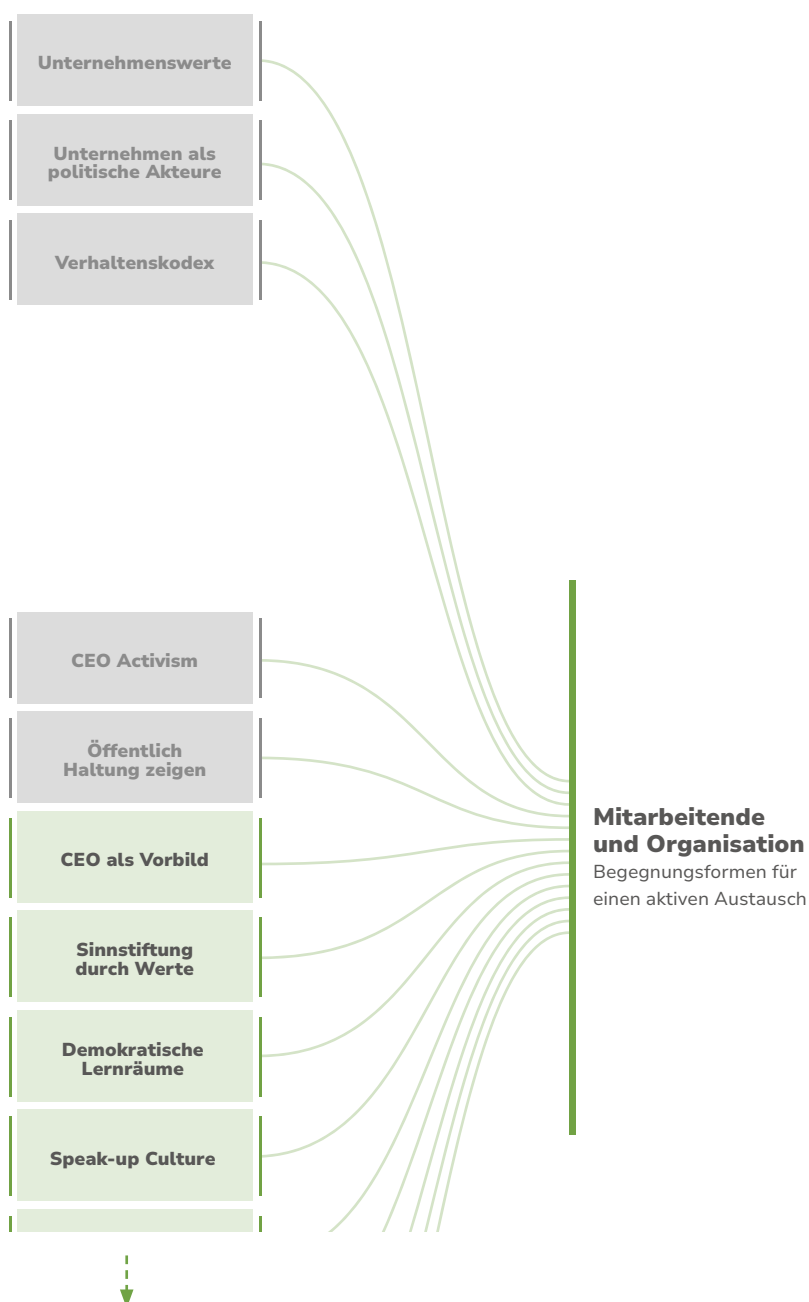 Unternehmenswerte
Unternehmen als
politische Akteure
Verhaltenskodex
CEO Activism
Öffentlich
Haltung zeigen
CEO als Vorbild
Sinnstiftung
durch Werte
Demokratische
Lernräume
Speak-up Culture
Mitarbeitende
und Organisation
Begegnungsformen für
einen aktiven Austausch